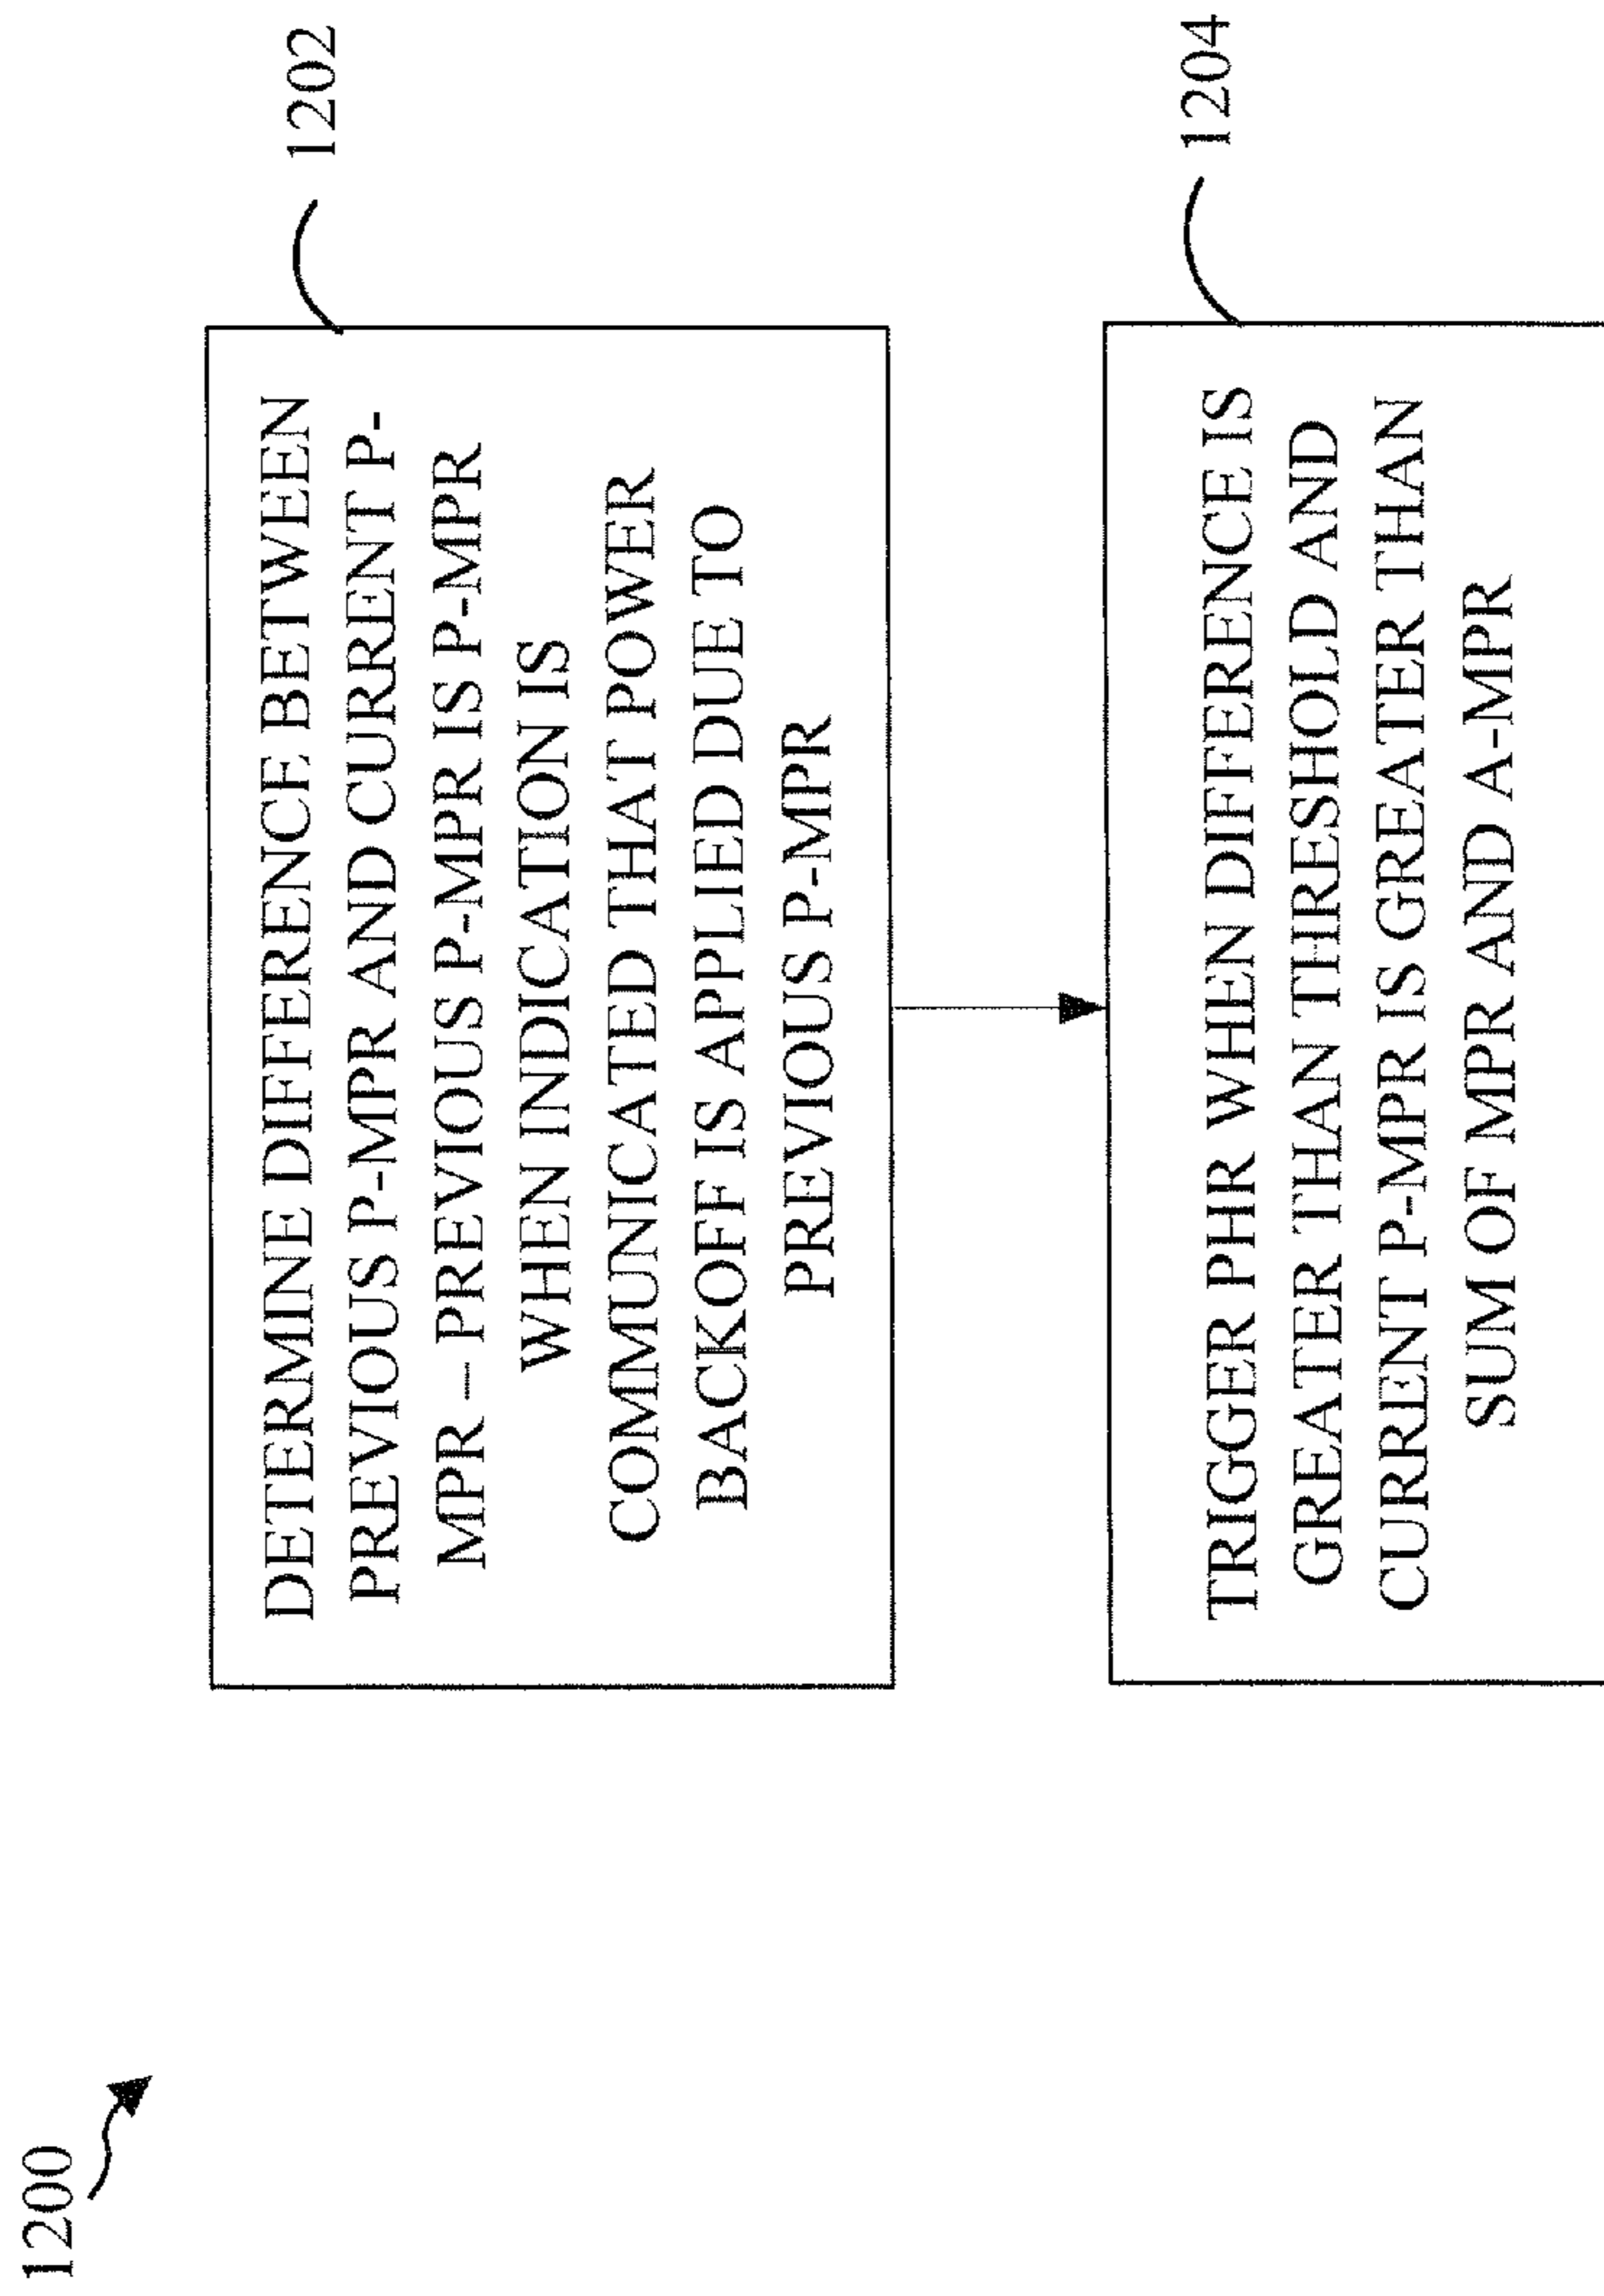 1200
DETERMINE DIFFERENCE BETWEEN
PREVIOUS P-MPR AND CURRENT P-
MPR – PREVIOUS P-MPR IS P-MPR
WHEN INDICATION IS
COMMUNICATED THAT POWER
BACKOFF IS APPLIED DUE TO
PREVIOUS P-MPR
1202
TRIGGER PHR WHEN DIFFERENCE IS
GREATER THAN THRESHOLD AND
CURRENT P-MPR IS GREATER THAN
SUM OF MPR AND A-MPR
1204